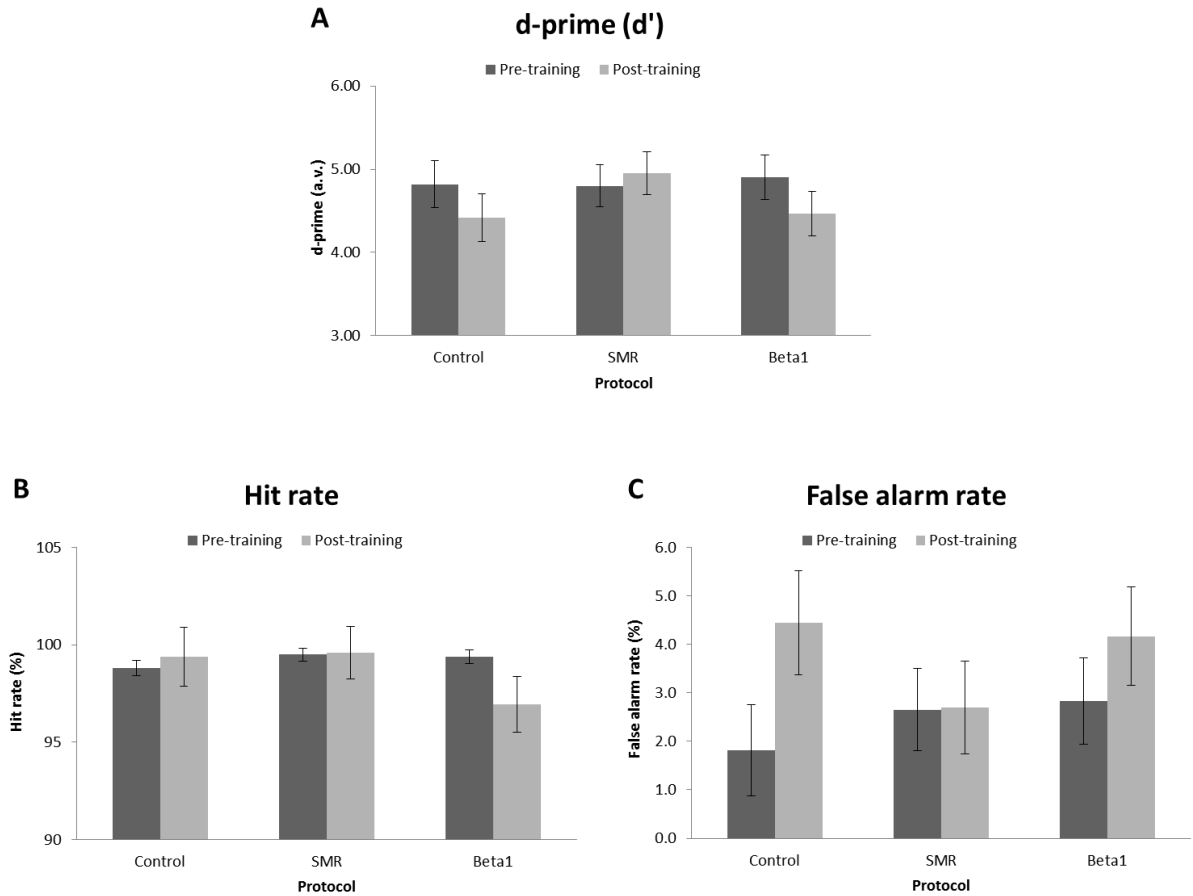 A
d-prime (d')
Pre-training Post-training
6.00
5.00
4.00
3.00
d-prime (a.v.)
Control SMR Beta1
Protocol
B
Hit rate
Pre-training Post-training
105
100
95
90
Hit rate (%)
Control SMR Beta1
Protocol
C
False alarm rate
Pre-training Post-training
6.0
5.0
4.0
3.0
2.0
1.0
0.0
False alarm rate (%)
Control SMR Beta1
Protocol